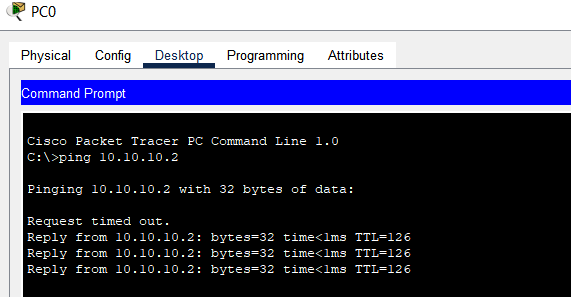 PC0
Physical Config Desktop Programming Attributes
Command Prompt
Cisco Packet Tracer PC Command Line 1.0
C:\>ping 10.10.10.2
Pinging 10.10.10.2 with 32 bytes of data:
Request timed out.
Reply from 10.10.10.2: bytes=32 time<1ms TTL=126
Reply from 10.10.10.2: bytes=32 time<1ms TTL=126
Reply from 10.10.10.2: bytes=32 time<1ms TTL=126